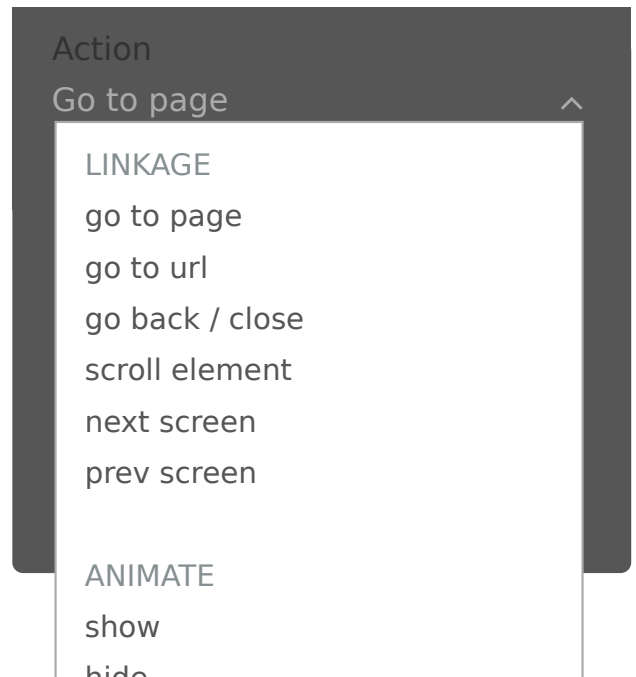 Action
Go to page
LINKAGE
go to page
go to url
go back / close
scroll element
next screen
prev screen
ANIMATE
show
hide